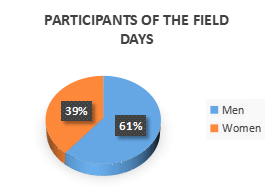 PARTICIPANTS OF THE FIELD
DAYS
39%
61%
Men
Women